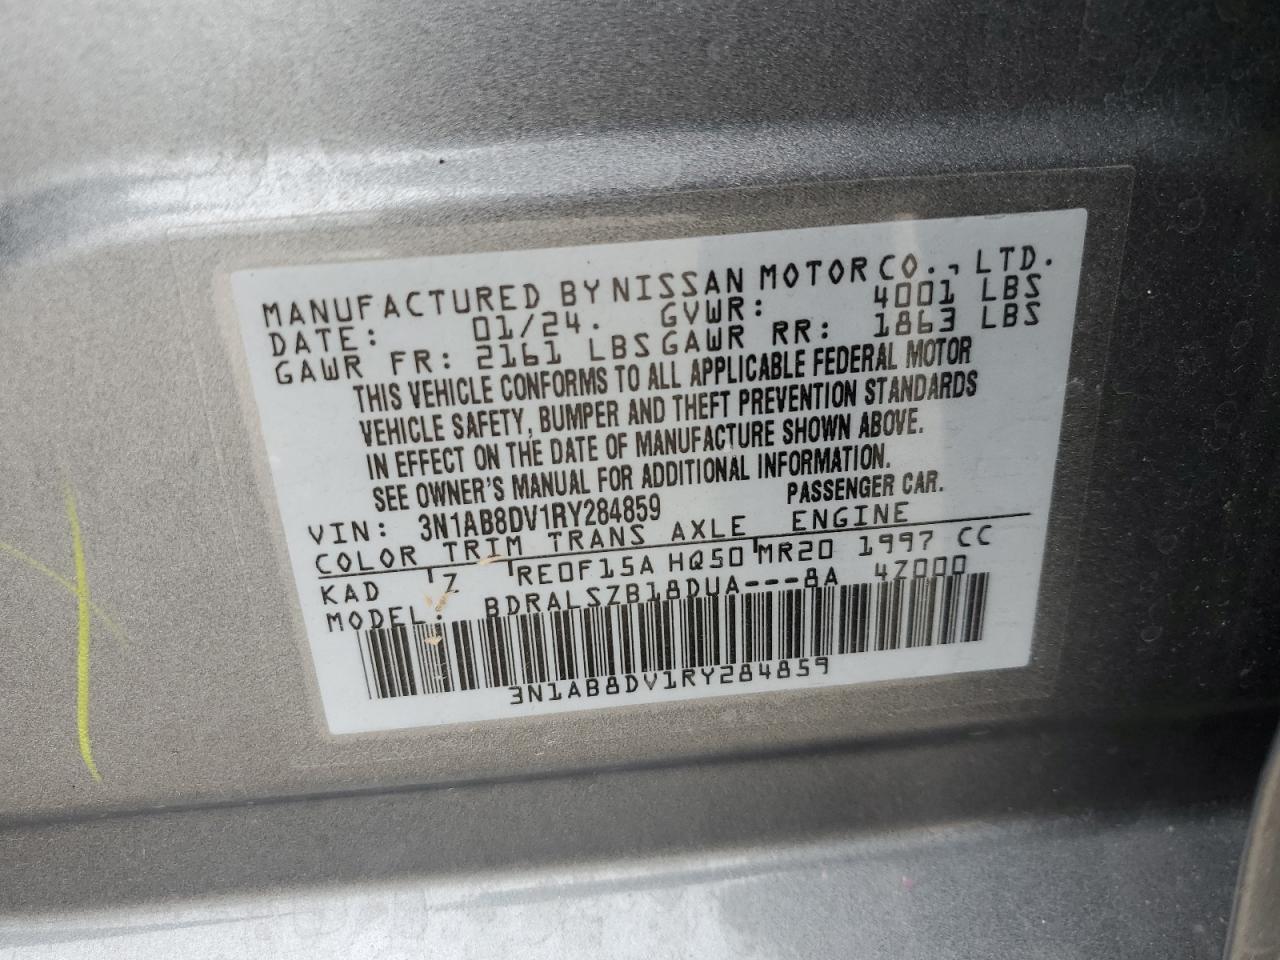 MANUFACTURED BY NISSAN MOTOR CO., LTD.
DATE: 01/24. GVWR: 4001 LBS
GAWR FR: 2161 LBS GAWR RR: 1863 LBS
THIS VEHICLE CONFORMS TO ALL APPLICABLE FEDERAL MOTOR
VEHICLE SAFETY, BUMPER AND THEFT PREVENTION STANDARDS
IN EFFECT ON THE DATE OF MANUFACTURE SHOWN ABOVE.
SEE OWNER'S MANUAL FOR ADDITIONAL INFORMATION.
VIN: 3N1AB8DV1RY284859 PASSENGER CAR.
COLOR TRIM TRANS AXLE ENGINE
KAD Z RE0F15A HQ50 MR20 1997 CC
MODEL: BDRALSZB18DUA---8A 4Z000
3N1AB8DV1RY284859